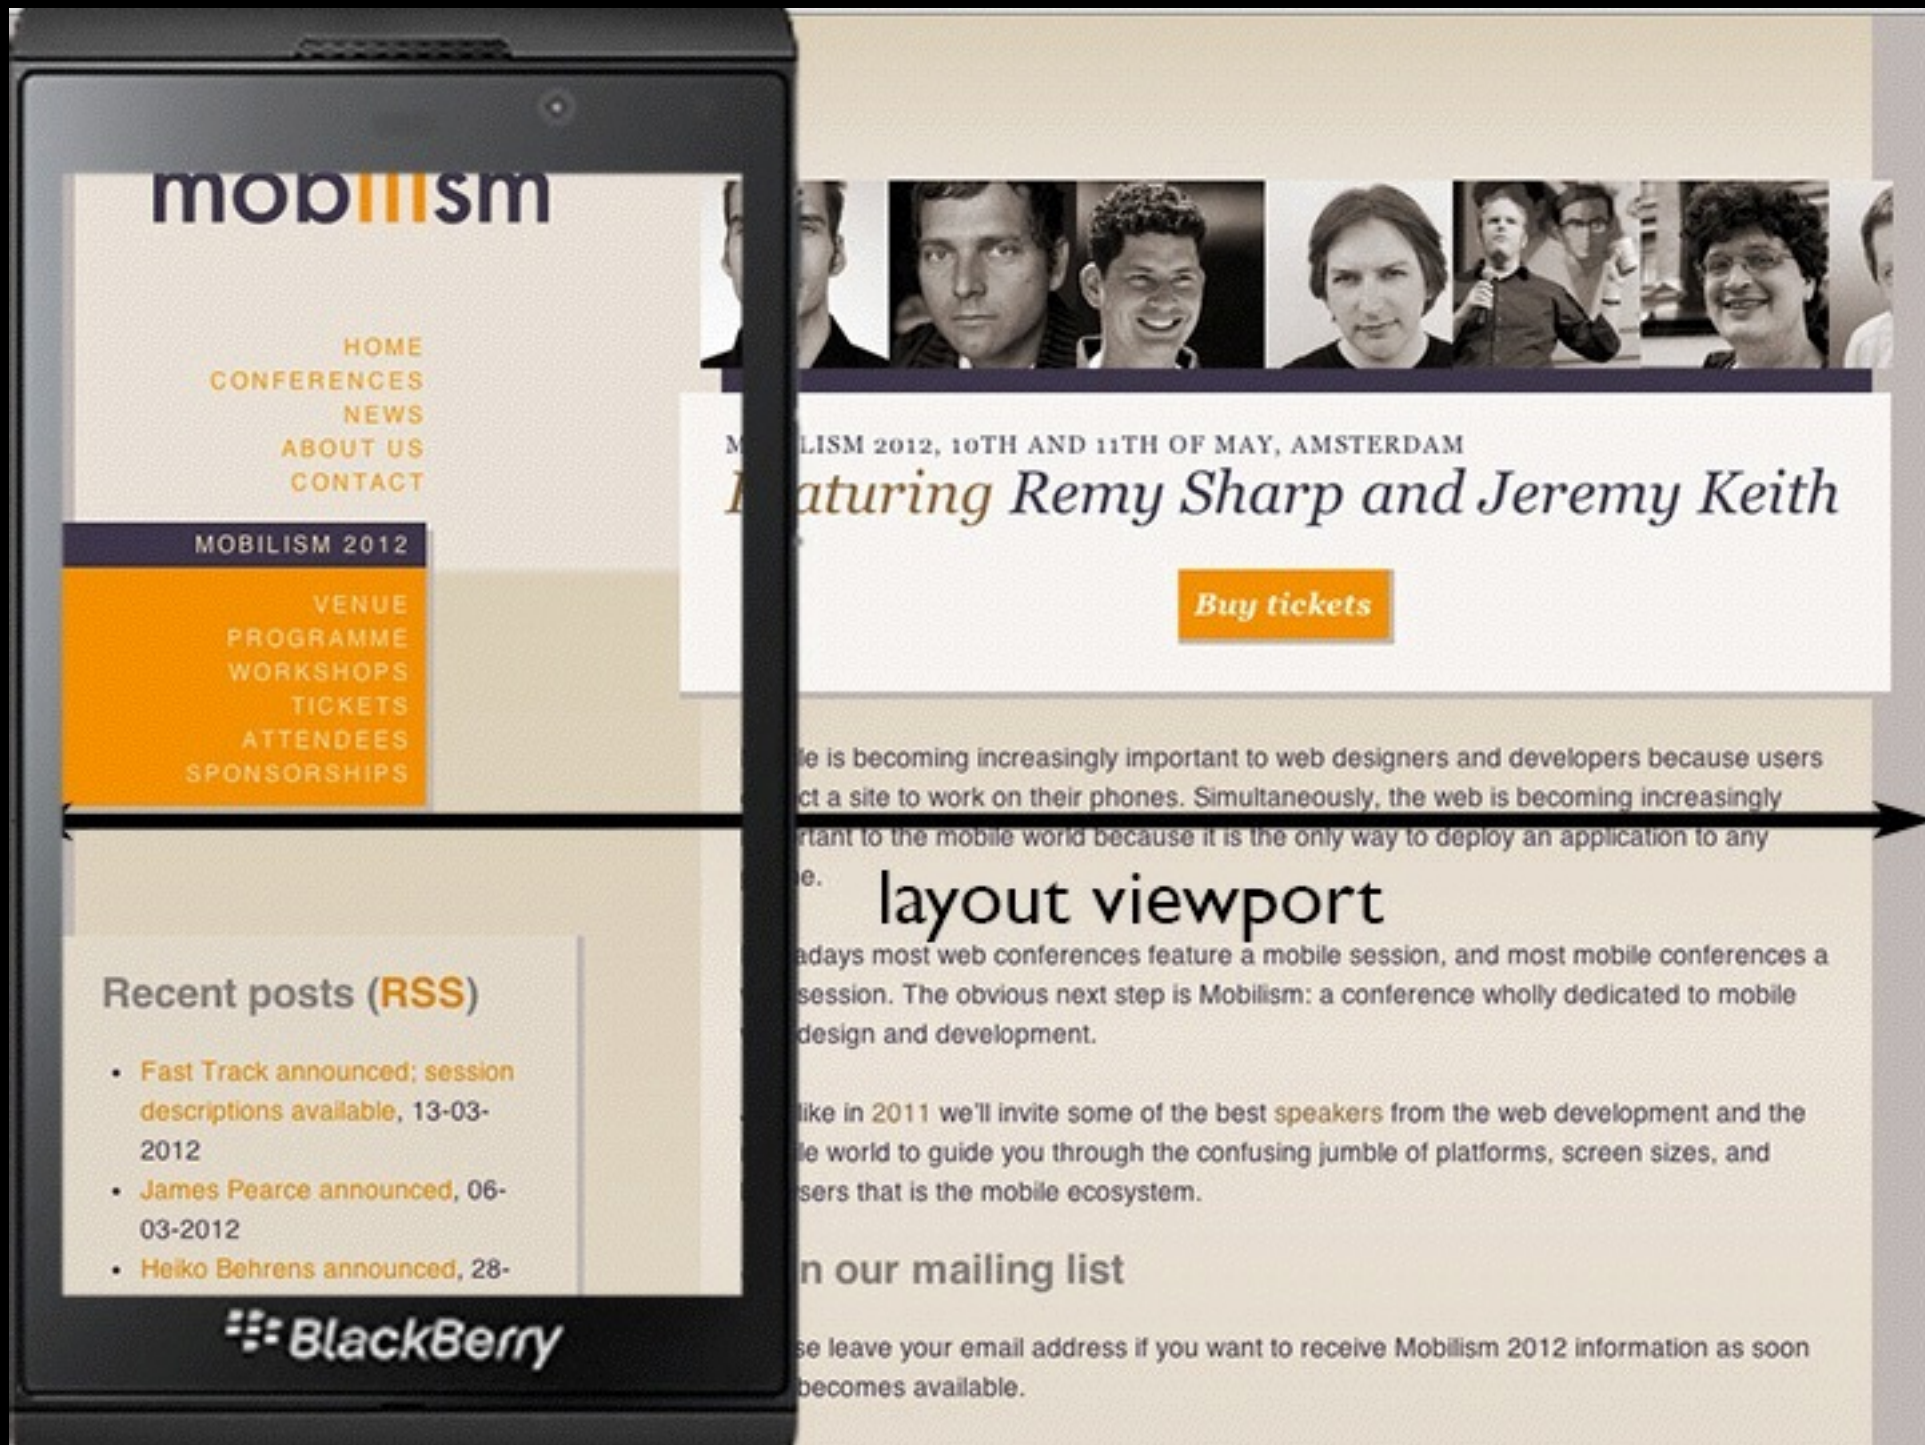 mobilism
HOME
CONFERENCES
NEWS
ABOUT US
CONTACT
MOBILISM 2012
VENUE
PROGRAMME
WORKSHOPS
TICKETS
ATTENDEES
SPONSORSHIPS
Recent posts (RSS)
• Fast Track announced; session
descriptions available, 13-03-
2012
• James Pearce announced, 06-
03-2012
• Heiko Behrens announced, 28-
BlackBerry
LISM 2012, 10TH AND 11TH OF MAY, AMSTERDAM
aturing Remy Sharp and Jeremy Keith
Buy tickets
le is becoming increasingly important to web designers and developers because users
ct a site to work on their phones. Simultaneously, the web is becoming increasingly
rtant to the mobile world because it is the only way to deploy an application to any
e.
layout viewport
adays most web conferences feature a mobile session, and most mobile conferences a
session. The obvious next step is Mobilism: a conference wholly dedicated to mobile
design and development.
like in 2011 we'll invite some of the best speakers from the web development and the
le world to guide you through the confusing jumble of platforms, screen sizes, and
sers that is the mobile ecosystem.
n our mailing list
se leave your email address if you want to receive Mobilism 2012 information as soon
becomes available.